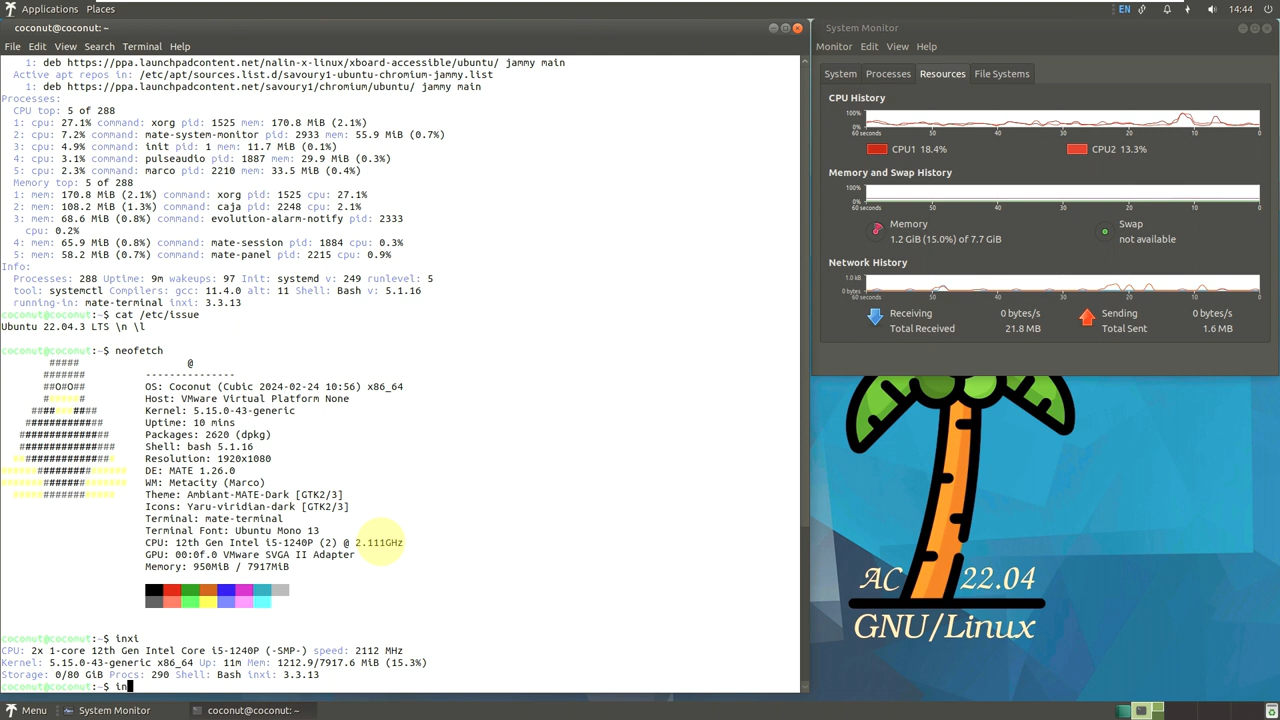 Applications Places
EN 14:44
coconut@coconut: ~
File Edit View Search Terminal Help
1: deb https://ppa.launchpadcontent.net/nalin-x-linux/xboard-accessible/ubuntu/ jammy main
Active apt repos in: /etc/apt/sources.list.d/savoury1-ubuntu-chromium-jammy.list
1: deb https://ppa.launchpadcontent.net/savoury1/chromium/ubuntu/ jammy main
Processes:
CPU top: 5 of 288
1: cpu: 27.1% command: xorg pid: 1525 mem: 170.8 MiB (2.1%)
2: cpu: 7.2% command: mate-system-monitor pid: 2933 mem: 55.9 MiB (0.7%)
3: cpu: 4.9% command: init pid: 1 mem: 11.7 MiB (0.1%)
4: cpu: 3.1% command: pulseaudio pid: 1887 mem: 29.9 MiB (0.3%)
5: cpu: 2.3% command: marco pid: 2210 mem: 33.5 MiB (0.4%)
Memory top: 5 of 288
1: mem: 170.8 MiB (2.1%) command: xorg pid: 1525 cpu: 27.1%
2: mem: 108.2 MiB (1.3%) command: caja pid: 2248 cpu: 2.1%
3: mem: 68.6 MiB (0.8%) command: evolution-alarm-notify pid: 2333
cpu: 0.2%
4: mem: 65.9 MiB (0.8%) command: mate-session pid: 1884 cpu: 0.3%
5: mem: 58.2 MiB (0.7%) command: mate-panel pid: 2215 cpu: 0.9%
Info:
Processes: 288 Uptime: 9m wakeups: 97 Init: systemd v: 249 runlevel: 5
tool: systemctl Compilers: gcc: 11.4.0 alt: 11 Shell: Bash v: 5.1.16
running-in: mate-terminal inxi: 3.3.13
coconut@coconut:~$ cat /etc/issue
Ubuntu 22.04.3 LTS \n \l
coconut@coconut:~$ neofetch
##### @
####### ---------------
##O#O## OS: Coconut (Cubic 2024-02-24 10:56) x86_64
Host: VMware Virtual Platform None
Kernel: 5.15.0-43-generic
Uptime: 10 mins
Packages: 2620 (dpkg)
Shell: bash 5.1.16
Resolution: 1920x1080
DE: MATE 1.26.0
WM: Metacity (Marco)
Theme: Ambiant-MATE-Dark [GTK2/3]
Icons: Yaru-viridian-dark [GTK2/3]
Terminal: mate-terminal
Terminal Font: Ubuntu Mono 13
CPU: 12th Gen Intel i5-1240P (2) @ 2.111GHz
GPU: 00:0f.0 VMware SVGA II Adapter
Memory: 950MiB / 7917MiB
coconut@coconut:~$ inxi
CPU: 2x 1-core 12th Gen Intel Core i5-1240P (-SMP-) speed: 2112 MHz
Kernel: 5.15.0-43-generic x86_64 Up: 11m Mem: 1212.9/7917.6 MiB (15.3%)
Storage: 0/80 GiB Procs: 290 Shell: Bash inxi: 3.3.13
coconut@coconut:~$ in
System Monitor
Monitor Edit View Help
System Processes Resources File Systems
CPU History
100%
0%
60 seconds 50 40 30 20 10 0
CPU1 18.4% CPU2 13.3%
Memory and Swap History
100%
0%
60 seconds 50 40 30 20 10 0
Memory
1.2 GiB (15.0%) of 7.7 GiB
Swap
not available
Network History
1.0 kB
0 bytes
60 seconds 50 40 30 20 10 0
Receiving 0 bytes/s
Total Received 21.8 MB
Sending 0 bytes/s
Total Sent 1.6 MB
AC 22.04
GNU/Linux
Menu System Monitor coconut@coconut: ~